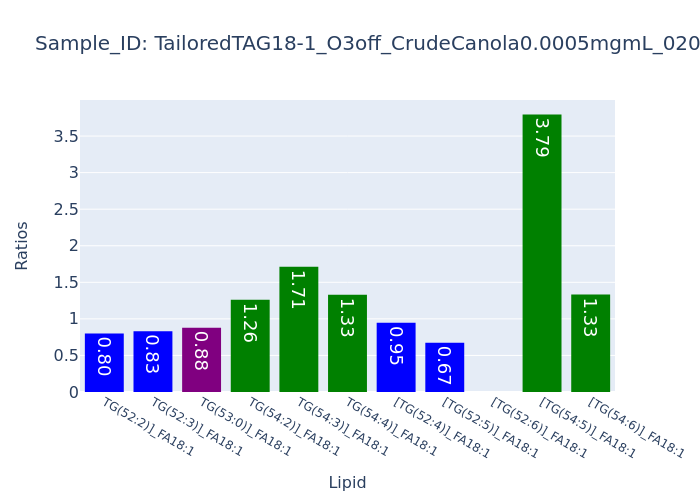 Sample_ID: TailoredTAG18-1_O3off_CrudeCanola0.0005mgmL_020
Ratios
3.5
3
2.5
2
1.5
1
0.5
0
0.80
0.83
0.88
1.26
1.71
1.33
0.95
0.67
3.79
1.33
TG(52:2)]_FA18:1
TG(52:3)]_FA18:1
TG(53:0)]_FA18:1
TG(54:2)]_FA18:1
TG(54:3)]_FA18:1
TG(54:4)]_FA18:1
[TG(52:4)]_FA18:1
[TG(52:5)]_FA18:1
[TG(52:6)]_FA18:1
[TG(54:5)]_FA18:1
[TG(54:6)]_FA18:1
Lipid